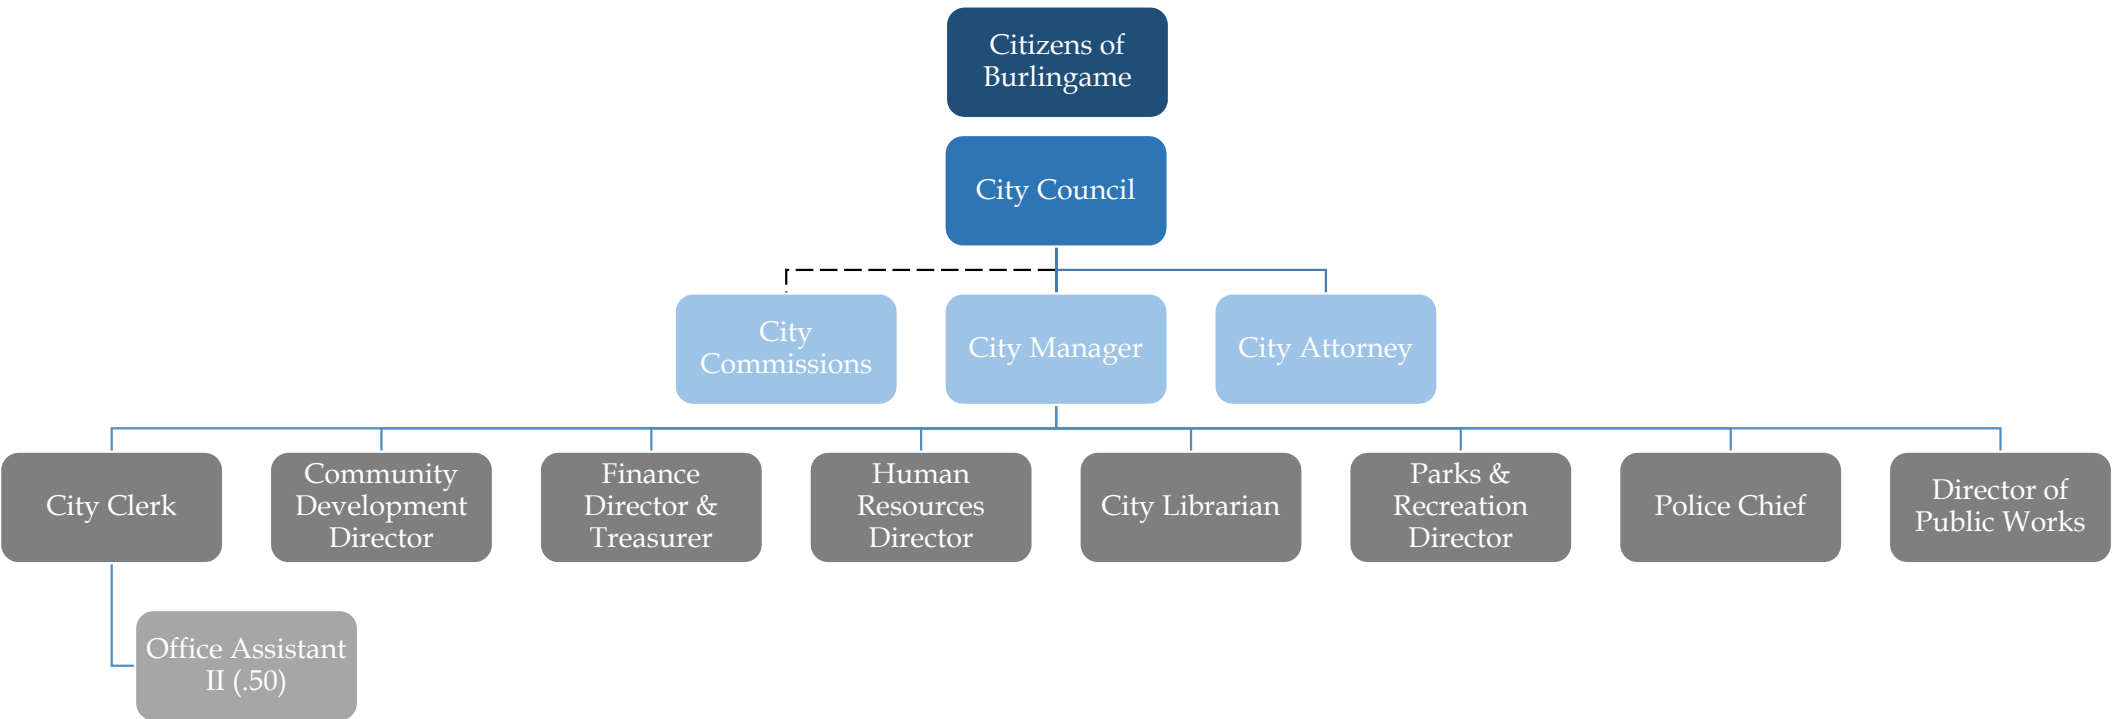 Citizens of
Burlingame
City Council
City
Commissions
City Manager
City Attorney
City Clerk
Community
Development
Director
Finance
Director &
Treasurer
Human
Resources
Director
City Librarian
Parks &
Recreation
Director
Police Chief
Director of
Public Works
Office Assistant
II (.50)